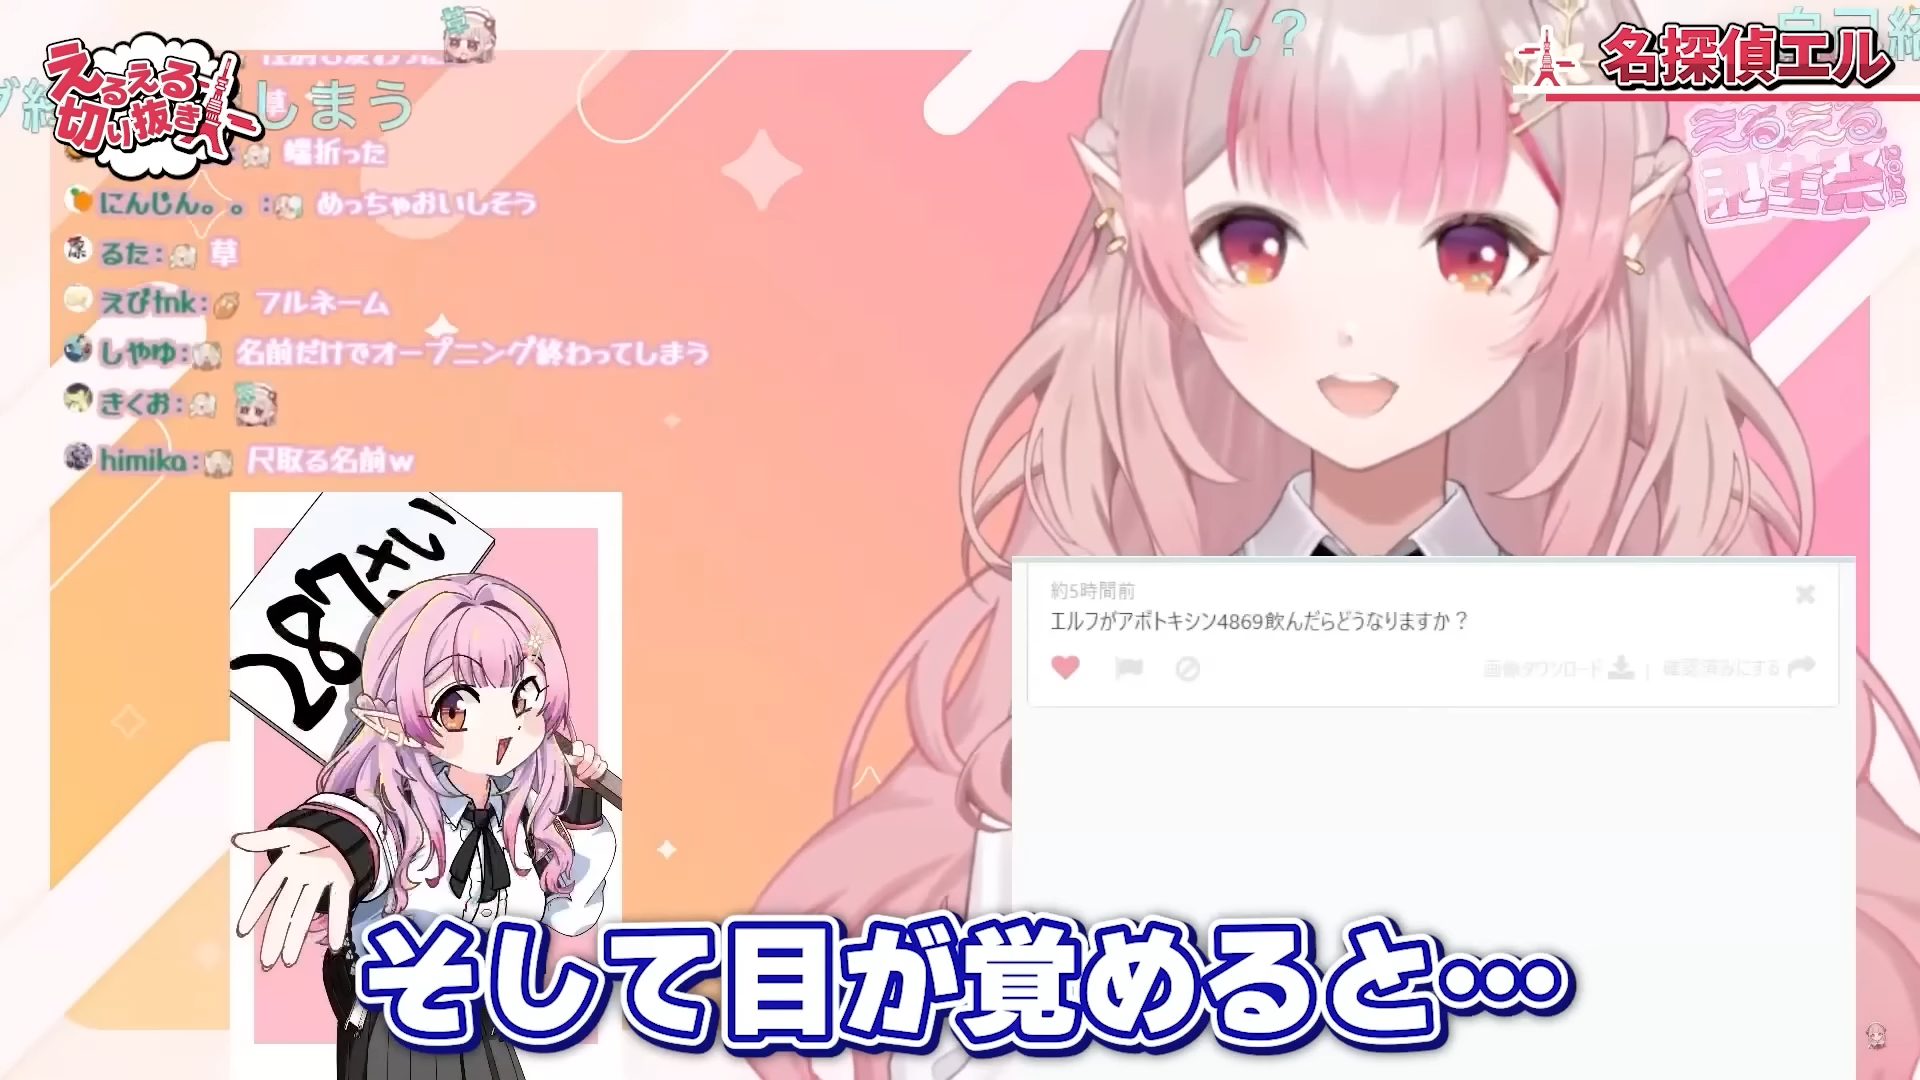 えるえる
切り抜き
名探偵エル
ん？
しまう
えるえる
生誕祭
端折った
にんじん。。: めっちゃおいしそう
るた: 草
えびfnk: フルネーム
しやゆ: 名前だけでオープニング終わってしまう
きくお:
himika: 尺取る名前w
287さい
約5時間前
エルフがアポトキシン4869飲んだらどうなりますか？
画像ダウンロード | 確認済みにする
そして目が覚めると…